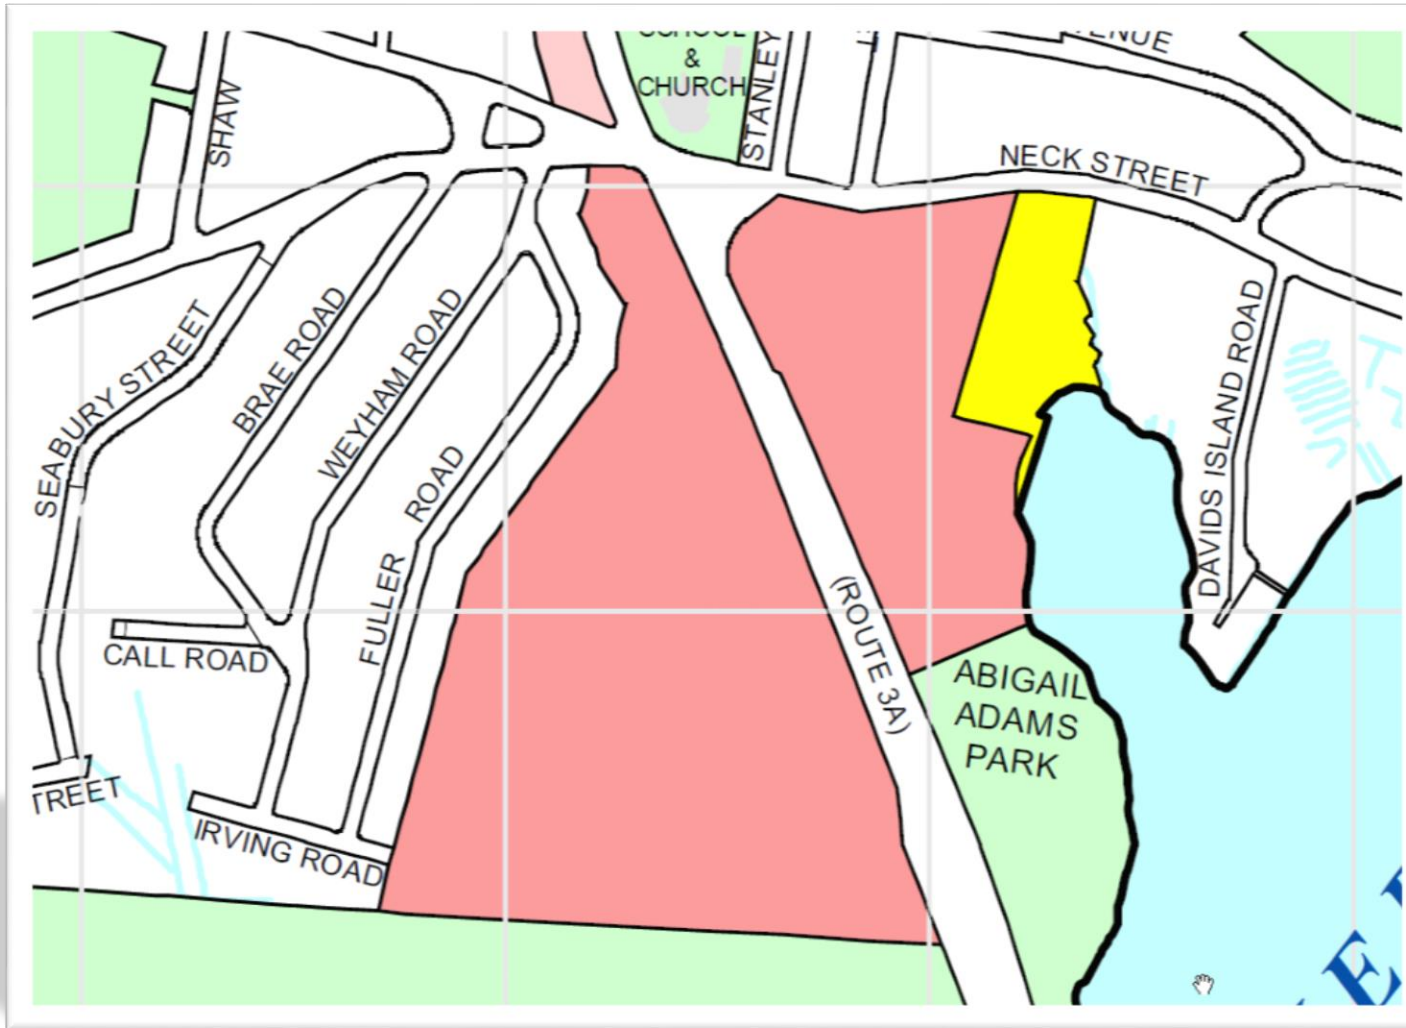 &
CHURCH
STANLEY
SHAW
NECK STREET
SEABURY STREET
BRAE ROAD
WEYHAM ROAD
FULLER ROAD
DAVIDS ISLAND ROAD
(ROUTE 3A)
CALL ROAD
ABIGAIL
ADAMS
PARK
IRVING ROAD